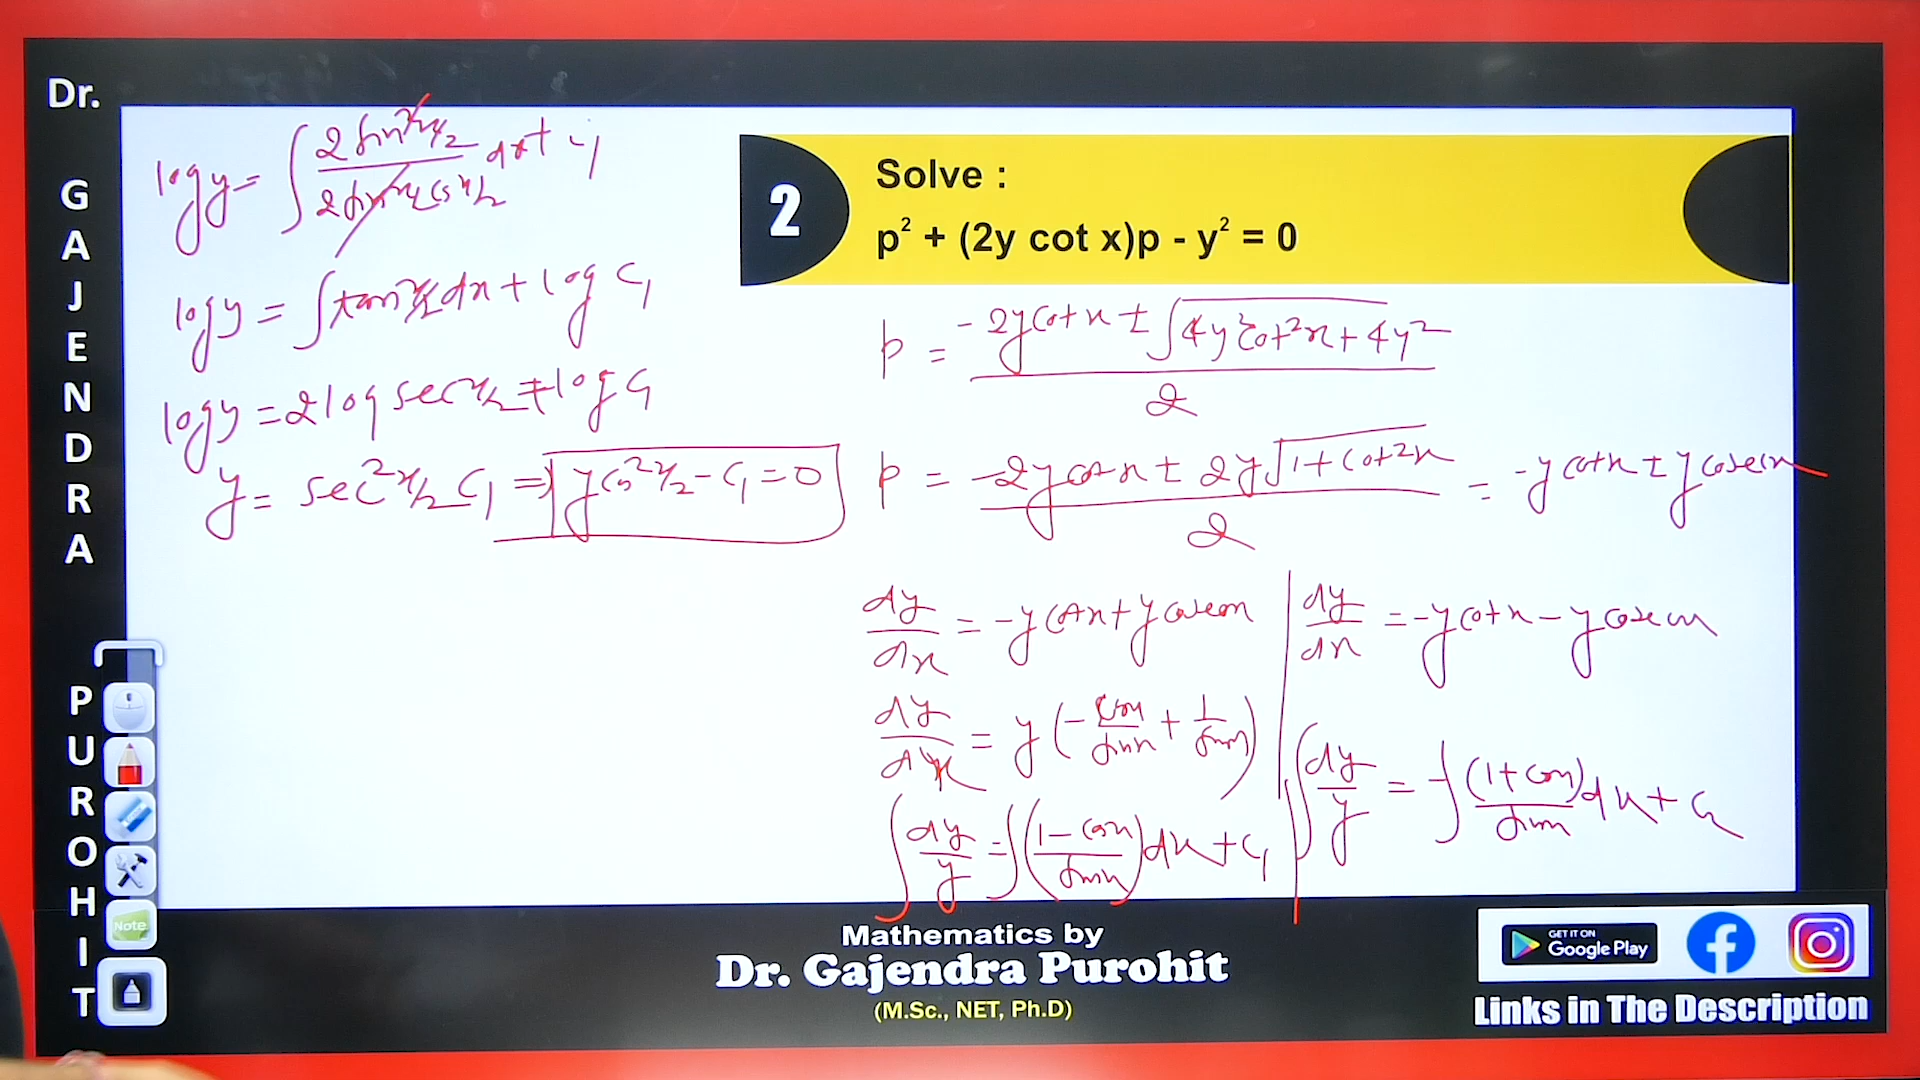 Dr.
GAJENDRA
PUROHIT
2
Solve :
p² + (2y cot x)p - y² = 0
log y = ∫ 2 sin² x/2 / 2 sin x/2 cos x/2 dx + c₁
log y = ∫ tan x/2 dx + log c₁
log y = 2 log sec x/2 + log c₁
y = sec² x/2 c₁ ⇒ y cos² x/2 - c₁ = 0
p = -2y cot x ± √(4y² cot² x + 4y²) / 2
p = -2y cot x ± 2y √(1 + cot² x) / 2 = -y cot x ± y cosec x
dy/dx = -y cot x + y cosec x
dy/dx = y (- cos x / sin x + 1 / sin x)
∫ dy/y = ∫ (1 - cos x / sin x) dx + c₁
dy/dx = -y cot x - y cosec x
∫ dy/y = -∫ (1 + cos x) / sin x dx + c₂
Note
Mathematics by
Dr. Gajendra Purohit
(M.Sc., NET, Ph.D)
GET IT ON
Google Play
Links in The Description